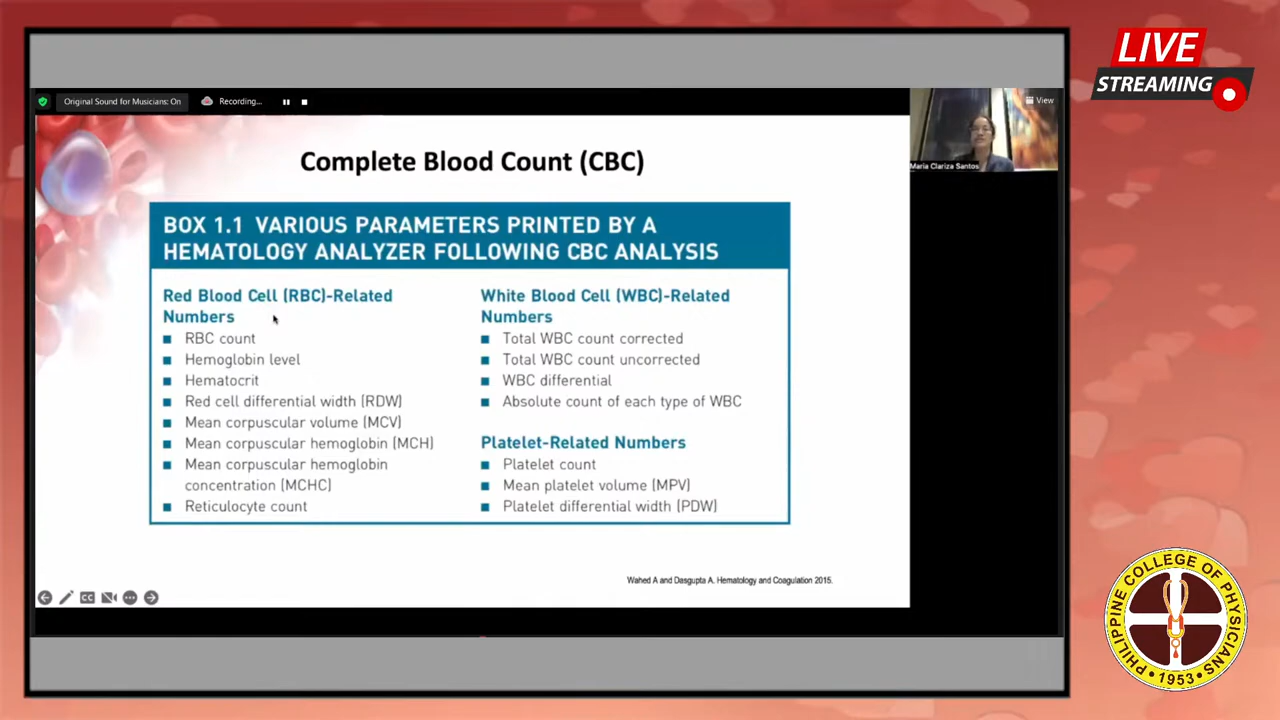 LIVE
STREAMING
Original Sound for Musicians: On
Recording...
View
Maria Clariza Santos
Complete Blood Count (CBC)
BOX 1.1 VARIOUS PARAMETERS PRINTED BY A
HEMATOLOGY ANALYZER FOLLOWING CBC ANALYSIS
Red Blood Cell (RBC)-Related
Numbers
RBC count
Hemoglobin level
Hematocrit
Red cell differential width (RDW)
Mean corpuscular volume (MCV)
Mean corpuscular hemoglobin (MCH)
Mean corpuscular hemoglobin
concentration (MCHC)
Reticulocyte count
White Blood Cell (WBC)-Related
Numbers
Total WBC count corrected
Total WBC count uncorrected
WBC differential
Absolute count of each type of WBC
Platelet-Related Numbers
Platelet count
Mean platelet volume (MPV)
Platelet differential width (PDW)
Wahed A and Dasgupta A. Hematology and Coagulation 2015.
CC
PHILIPPINE COLLEGE OF PHYSICIANS
1953